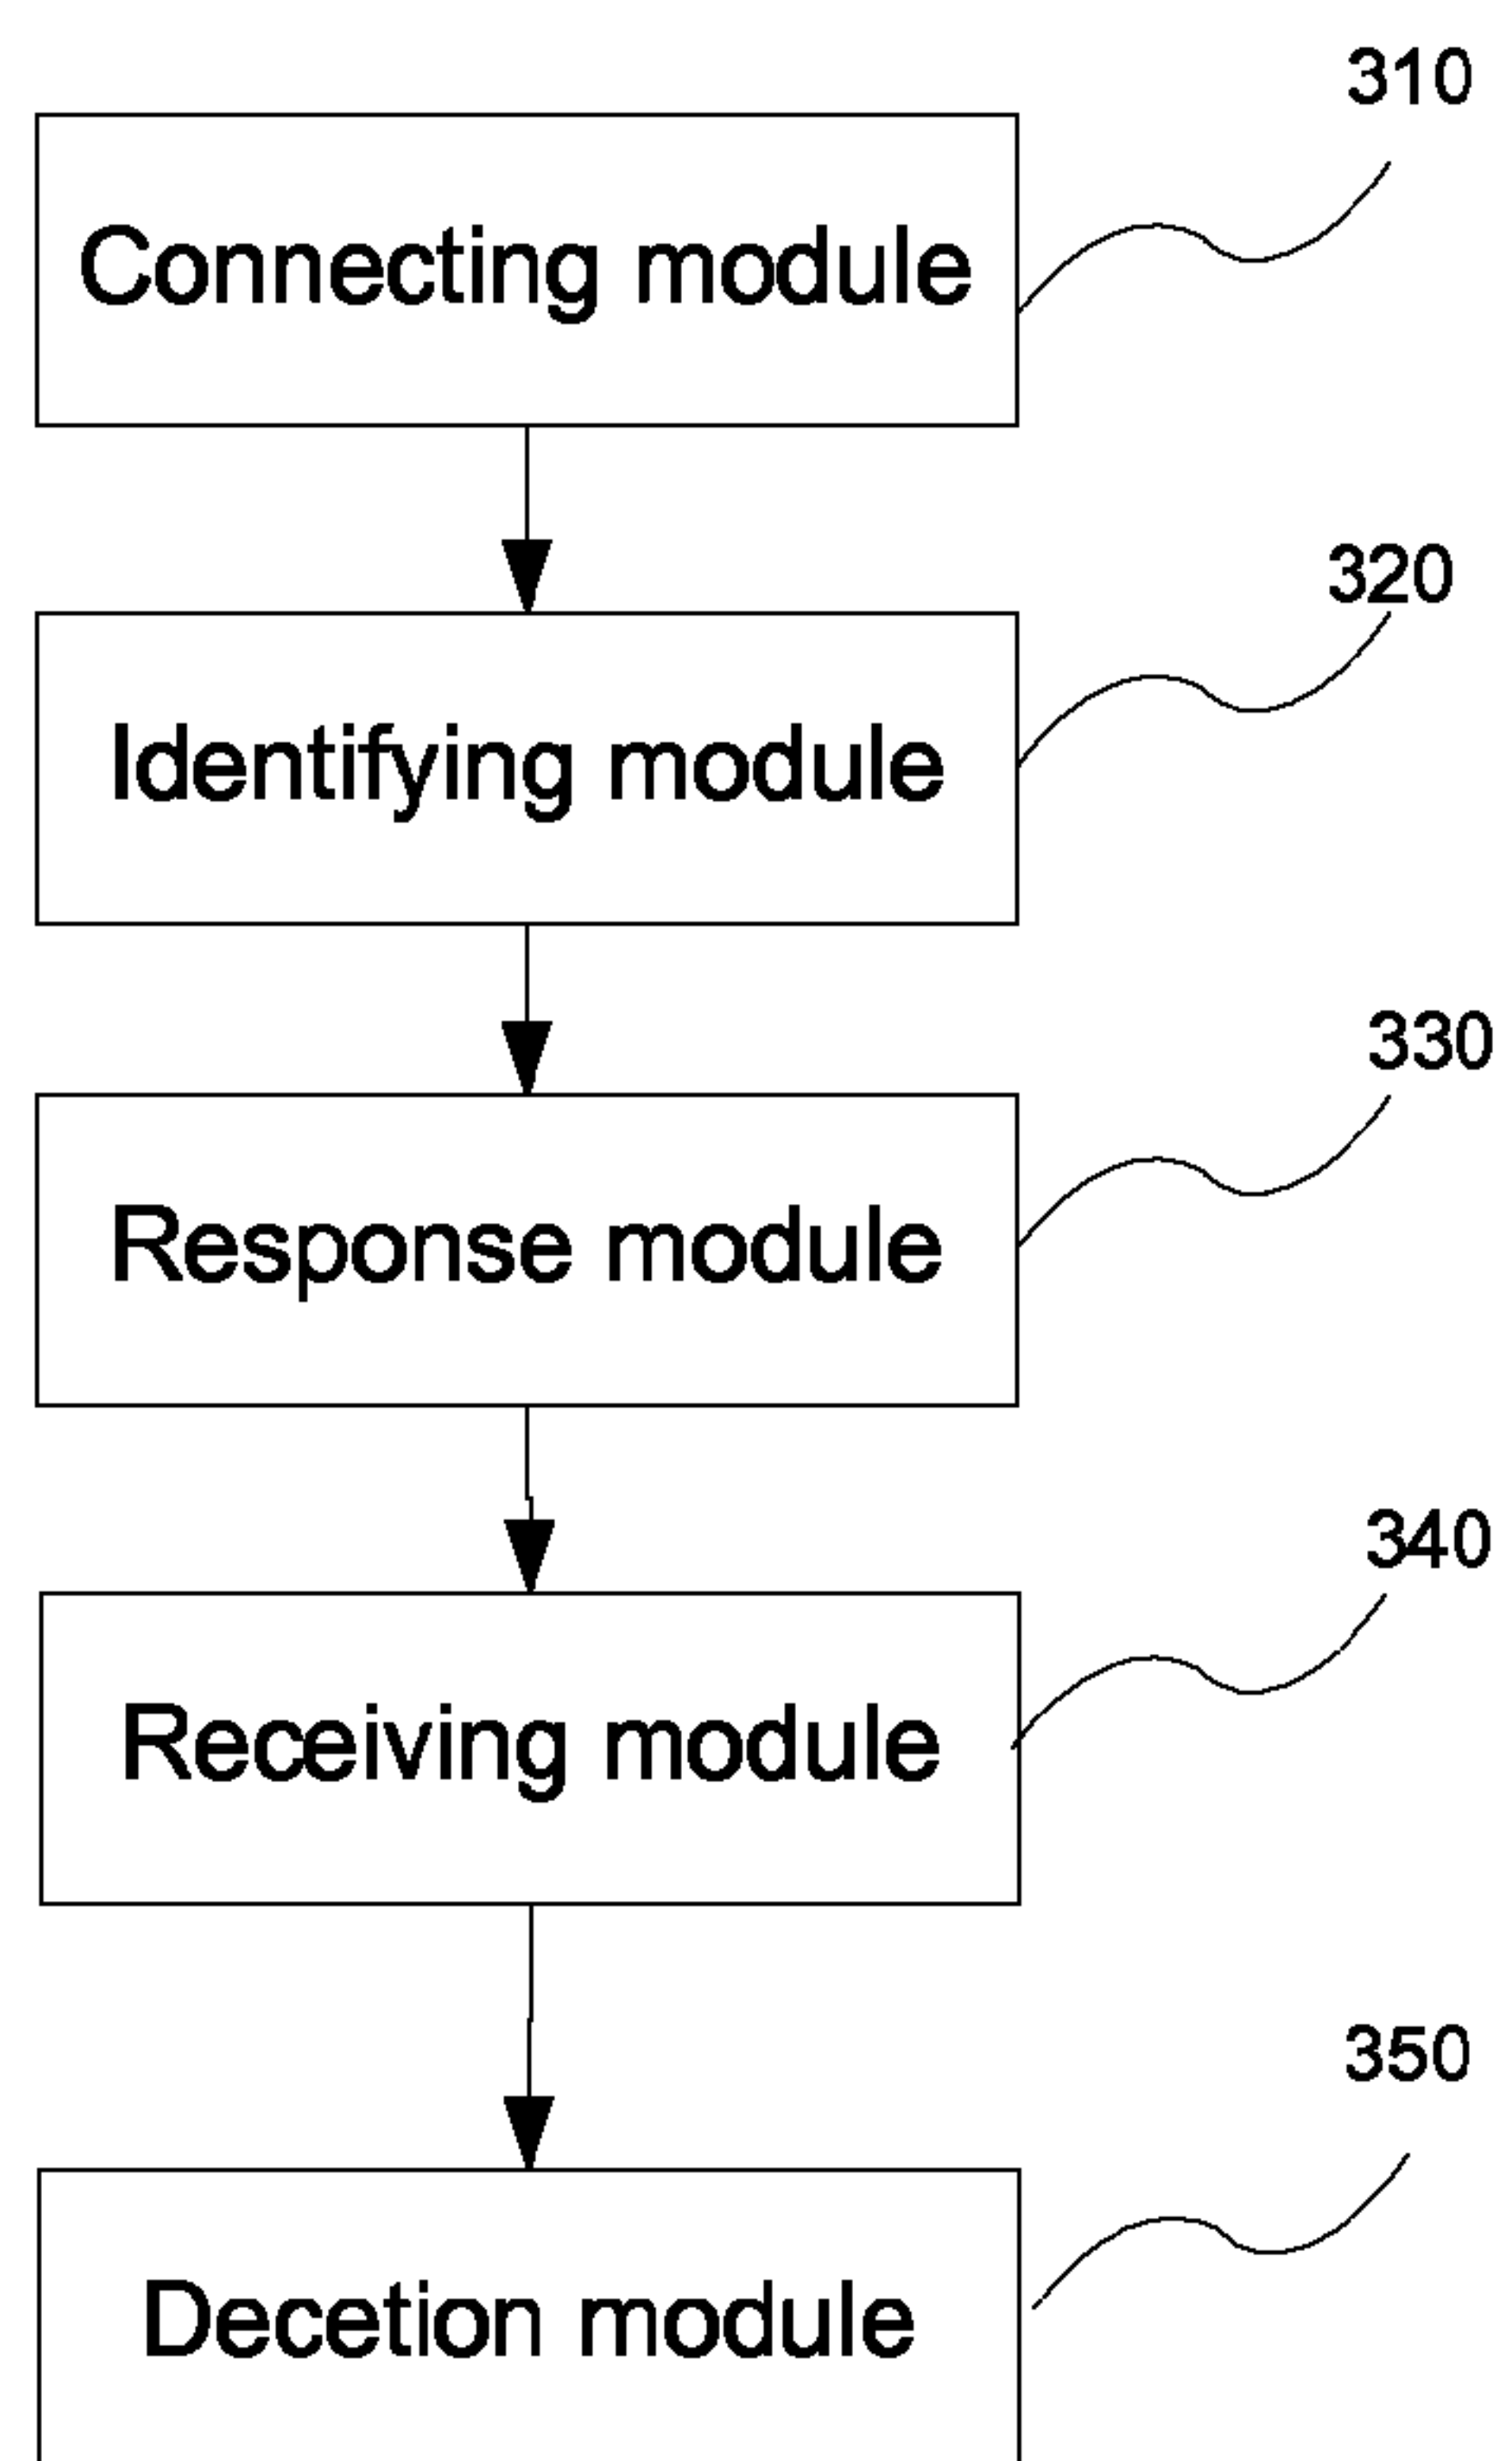 310
Connecting module
320
Identifying module
330
Response module
340
Receiving module
350
Decetion module